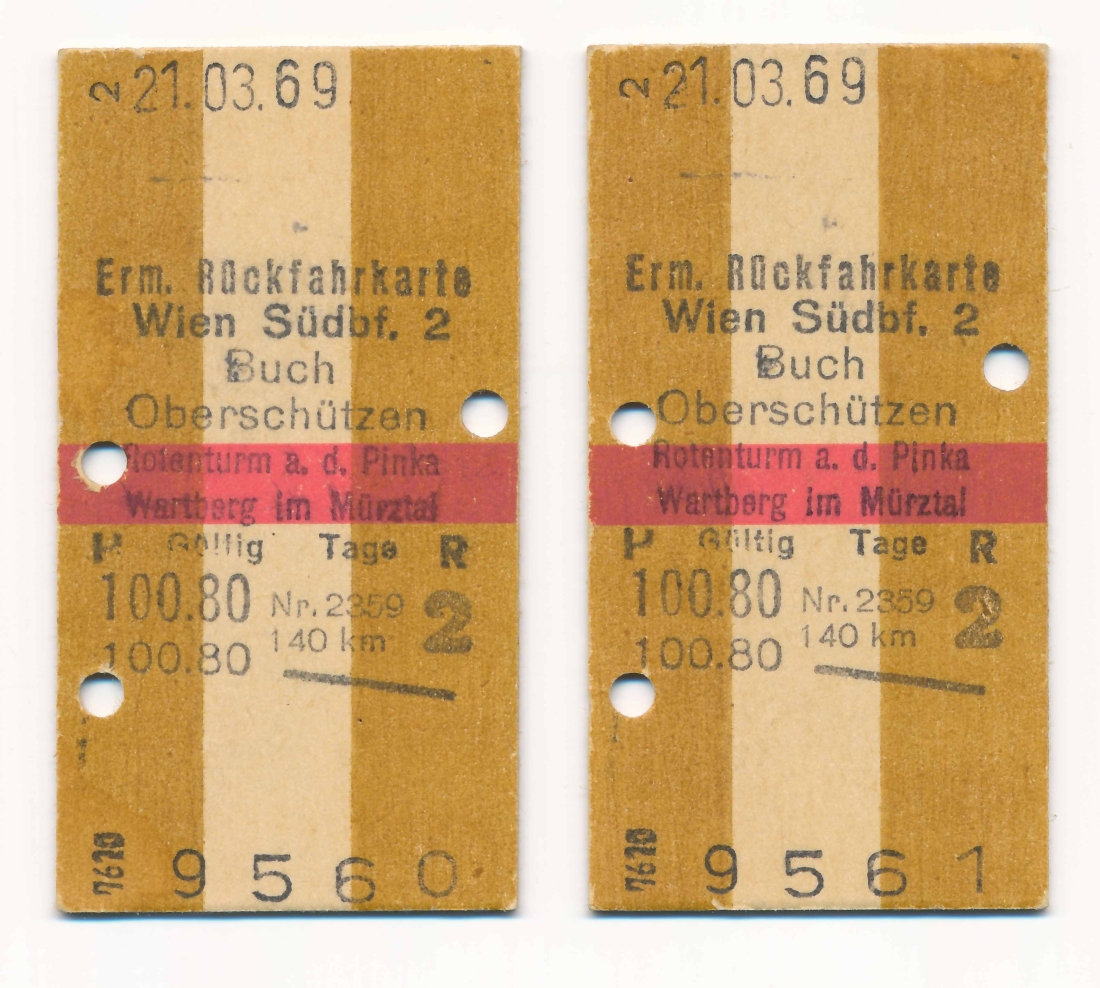 2 21.03.69
Erm. Rückfahrkarte
Wien Südbf. 2
Buch
Oberschützen
Rotenturm a. d. Pinka
Wartberg im Mürztal
P Gültig Tage R
100.80 Nr. 2359 2
100.80 140 km
7610
9560
2 21.03.69
Erm. Rückfahrkarte
Wien Südbf. 2
Buch
Oberschützen
Rotenturm a. d. Pinka
Wartberg im Mürztal
P Gültig Tage R
100.80 Nr. 2359 2
100.80 140 km
7610
9561